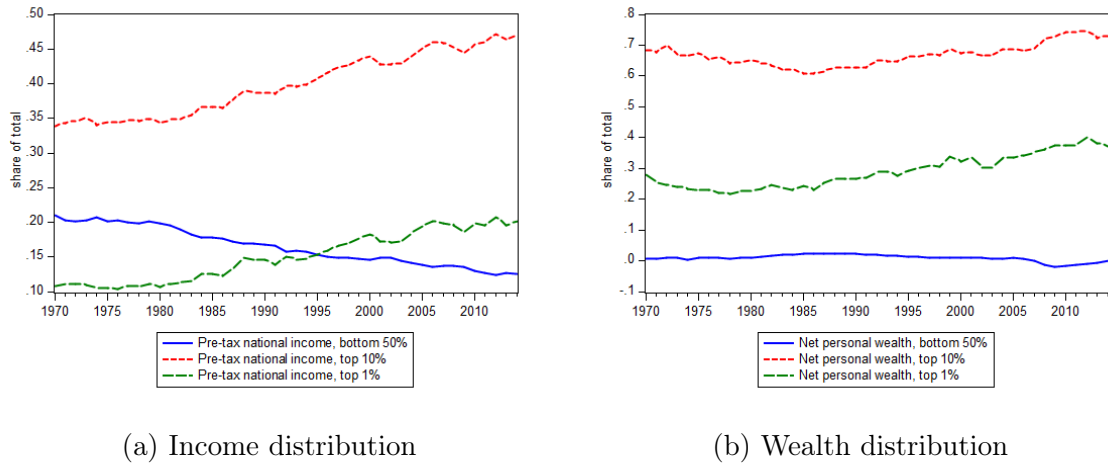 .50
.45
.40
.35
.30
.25
.20
.15
.10
share of total
1970 1975 1980 1985 1990 1995 2000 2005 2010
Pre-tax national income, bottom 50%
Pre-tax national income, top 10%
Pre-tax national income, top 1%
(a) Income distribution
.8
.7
.6
.5
.4
.3
.2
.1
.0
-.1
share of total
1970 1975 1980 1985 1990 1995 2000 2005 2010
Net personal wealth, bottom 50%
Net personal wealth, top 10%
Net personal wealth, top 1%
(b) Wealth distribution